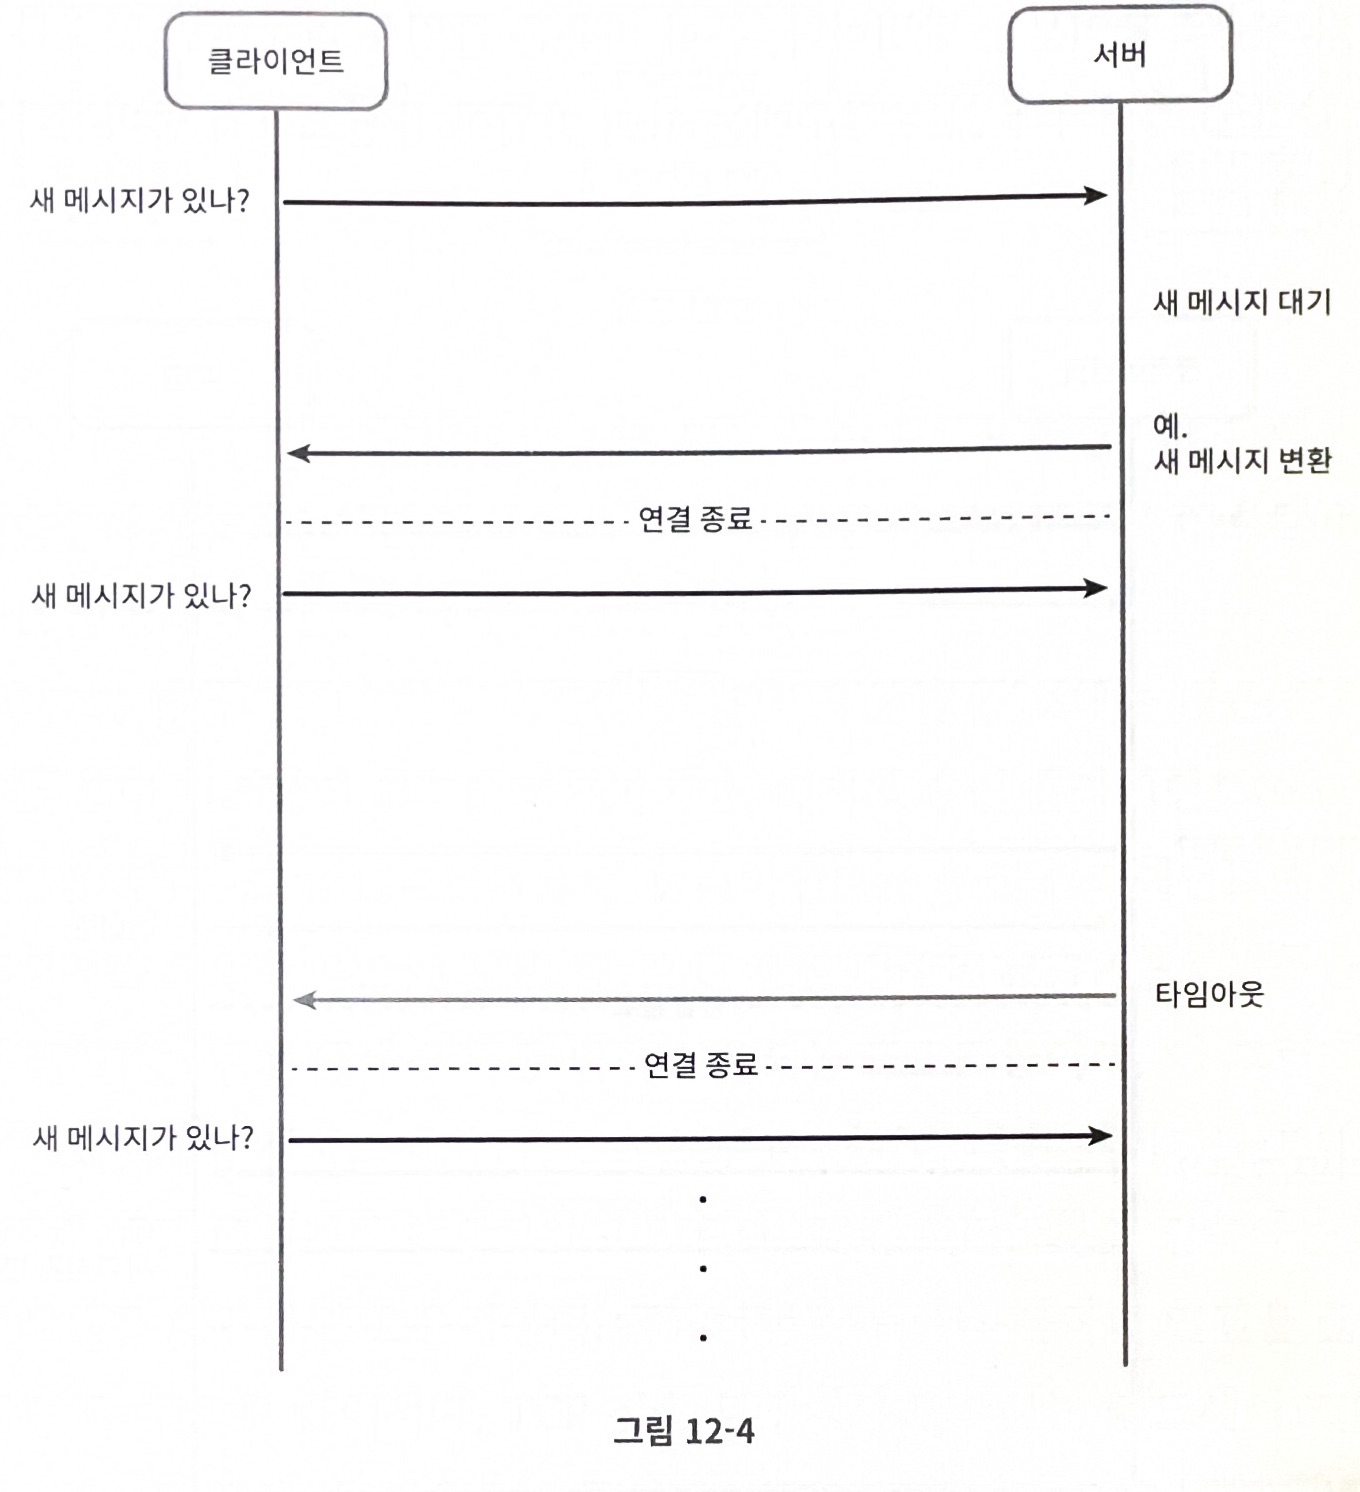 클라이언트
서버
새 메시지가 있나?
새 메시지 대기
예.
새 메시지 변환
연결 종료
새 메시지가 있나?
타임아웃
연결 종료
새 메시지가 있나?
그림 12-4